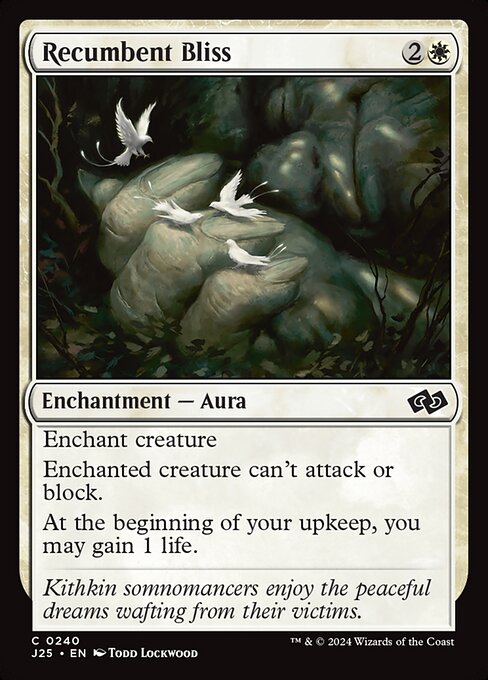 Recumbent Bliss 2
Enchantment — Aura
Enchant creature
Enchanted creature can't attack or
block.
At the beginning of your upkeep, you
may gain 1 life.
Kithkin somnomancers enjoy the peaceful
dreams wafting from their victims.
C 0240 ™ & © 2024 Wizards of the Coast
J25 • EN Todd Lockwood